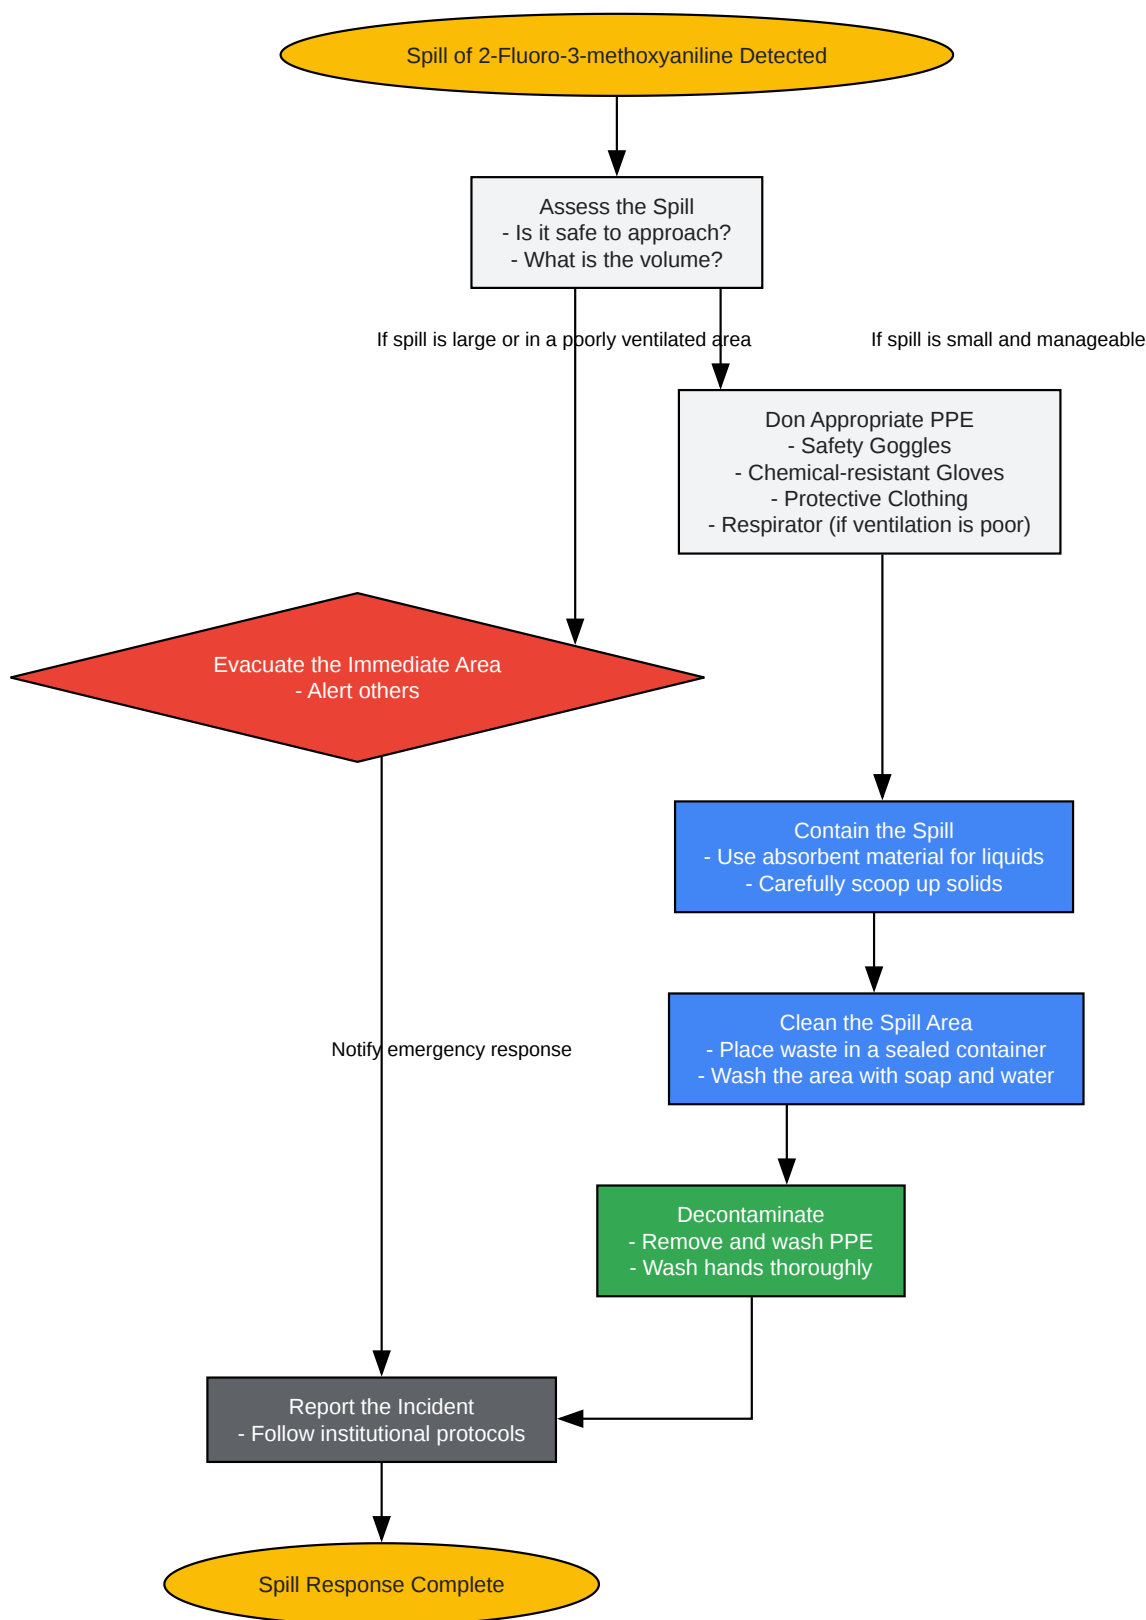 Spill of 2-Fluoro-3-methoxyaniline Detected
Assess the Spill
- Is it safe to approach?
- What is the volume?
If spill is large or in a poorly ventilated area
If spill is small and manageable
Don Appropriate PPE
- Safety Goggles
- Chemical-resistant Gloves
- Protective Clothing
- Respirator (if ventilation is poor)
Evacuate the Immediate Area
- Alert others
Contain the Spill
- Use absorbent material for liquids
- Carefully scoop up solids
Clean the Spill Area
- Place waste in a sealed container
- Wash the area with soap and water
Notify emergency response
Decontaminate
- Remove and wash PPE
- Wash hands thoroughly
Report the Incident
- Follow institutional protocols
Spill Response Complete